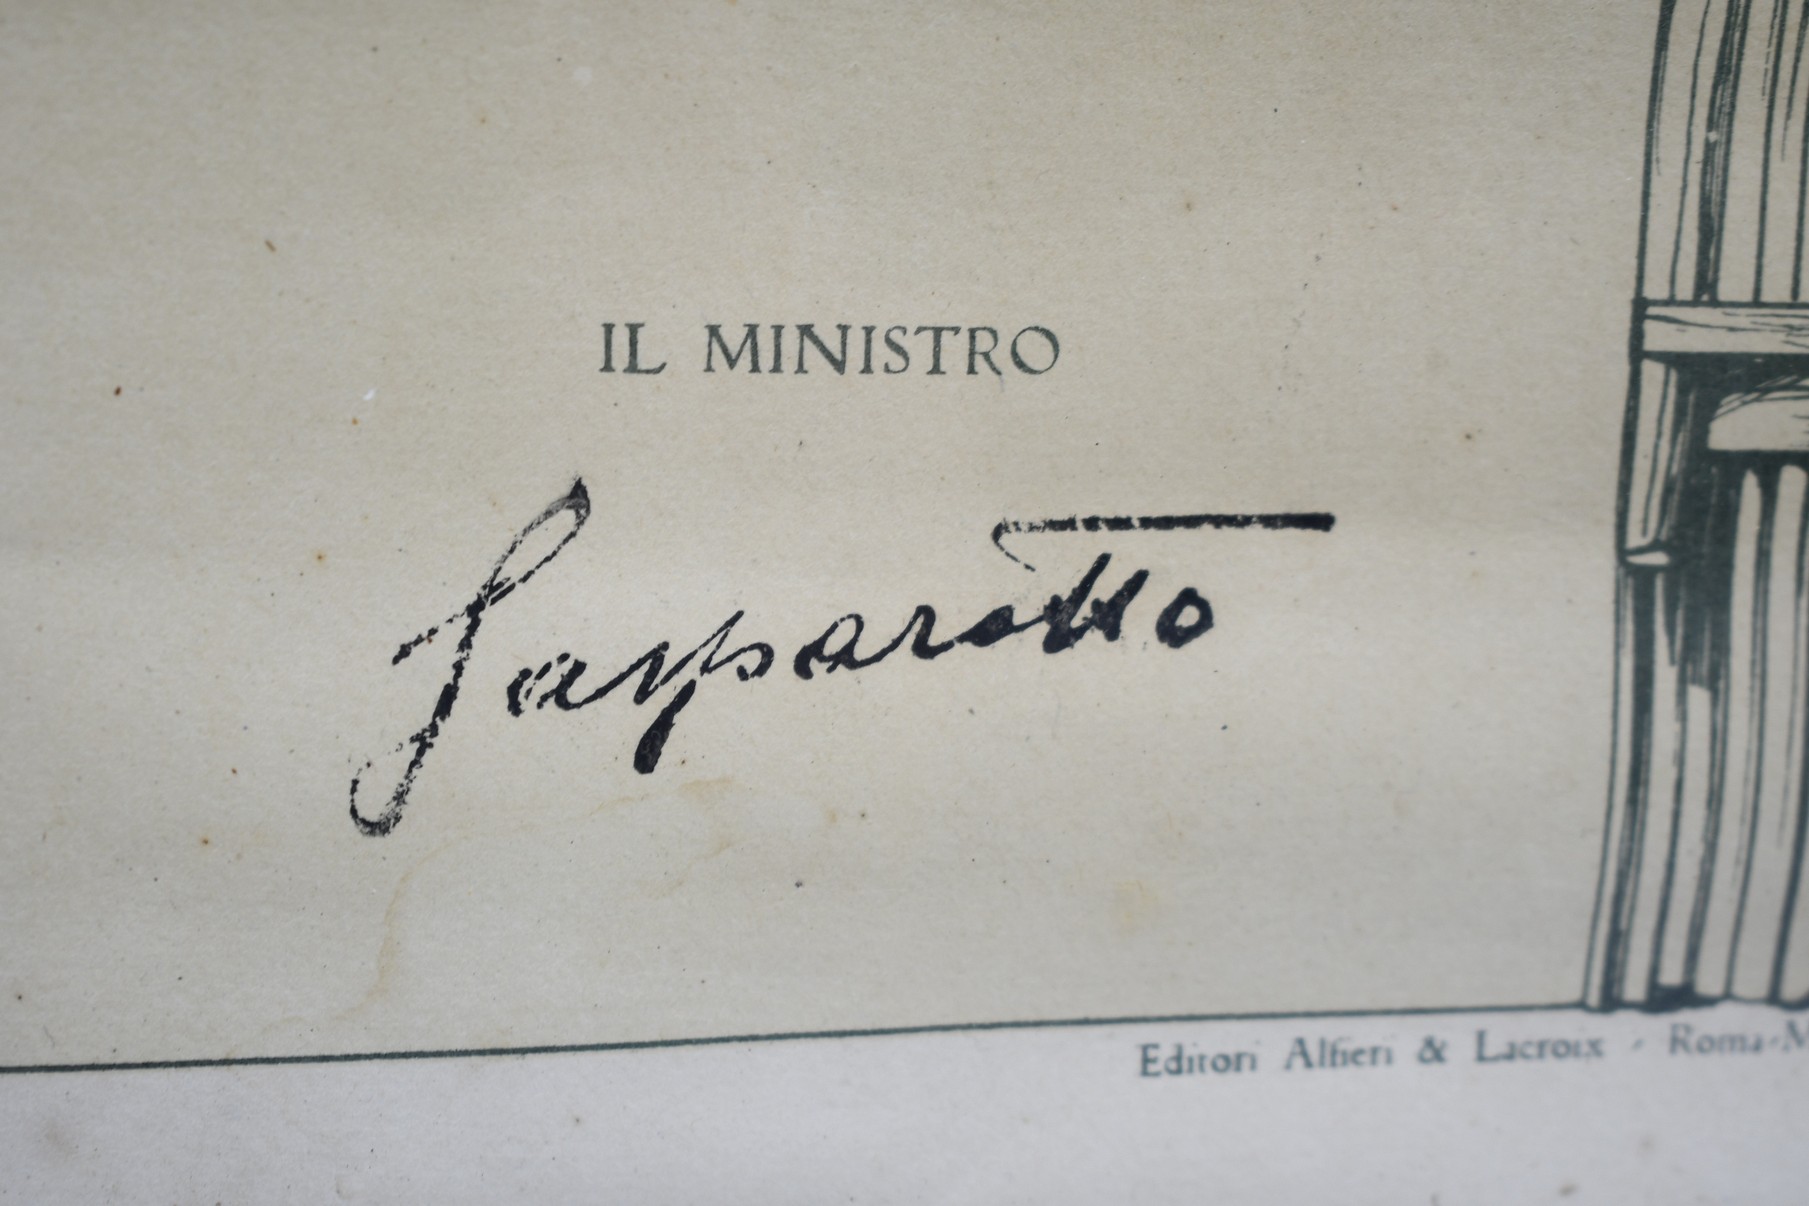 IL MINISTRO
Gasparotto
Editori Alfieri & Lacroix - Roma-M